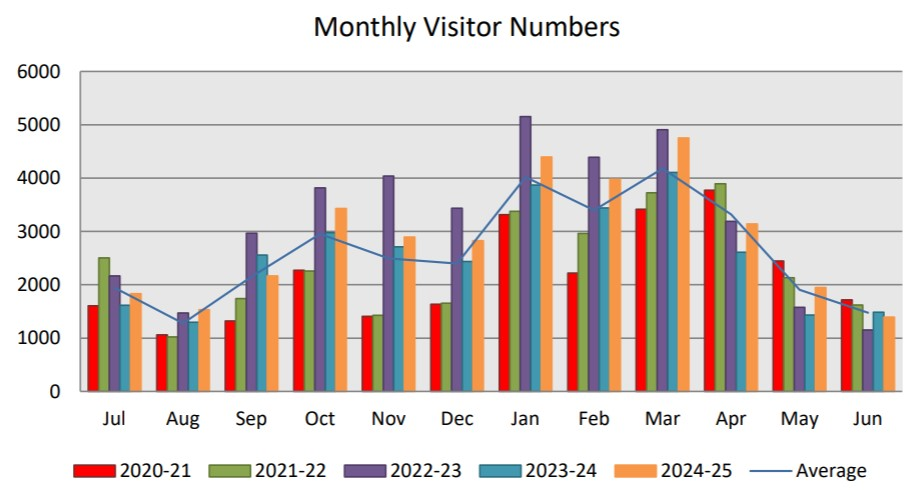 Monthly Visitor Numbers
6000
5000
4000
3000
2000
1000
0
Jul Aug Sep Oct Nov Dec Jan Feb Mar Apr May Jun
2020-21 2021-22 2022-23 2023-24 2024-25 Average